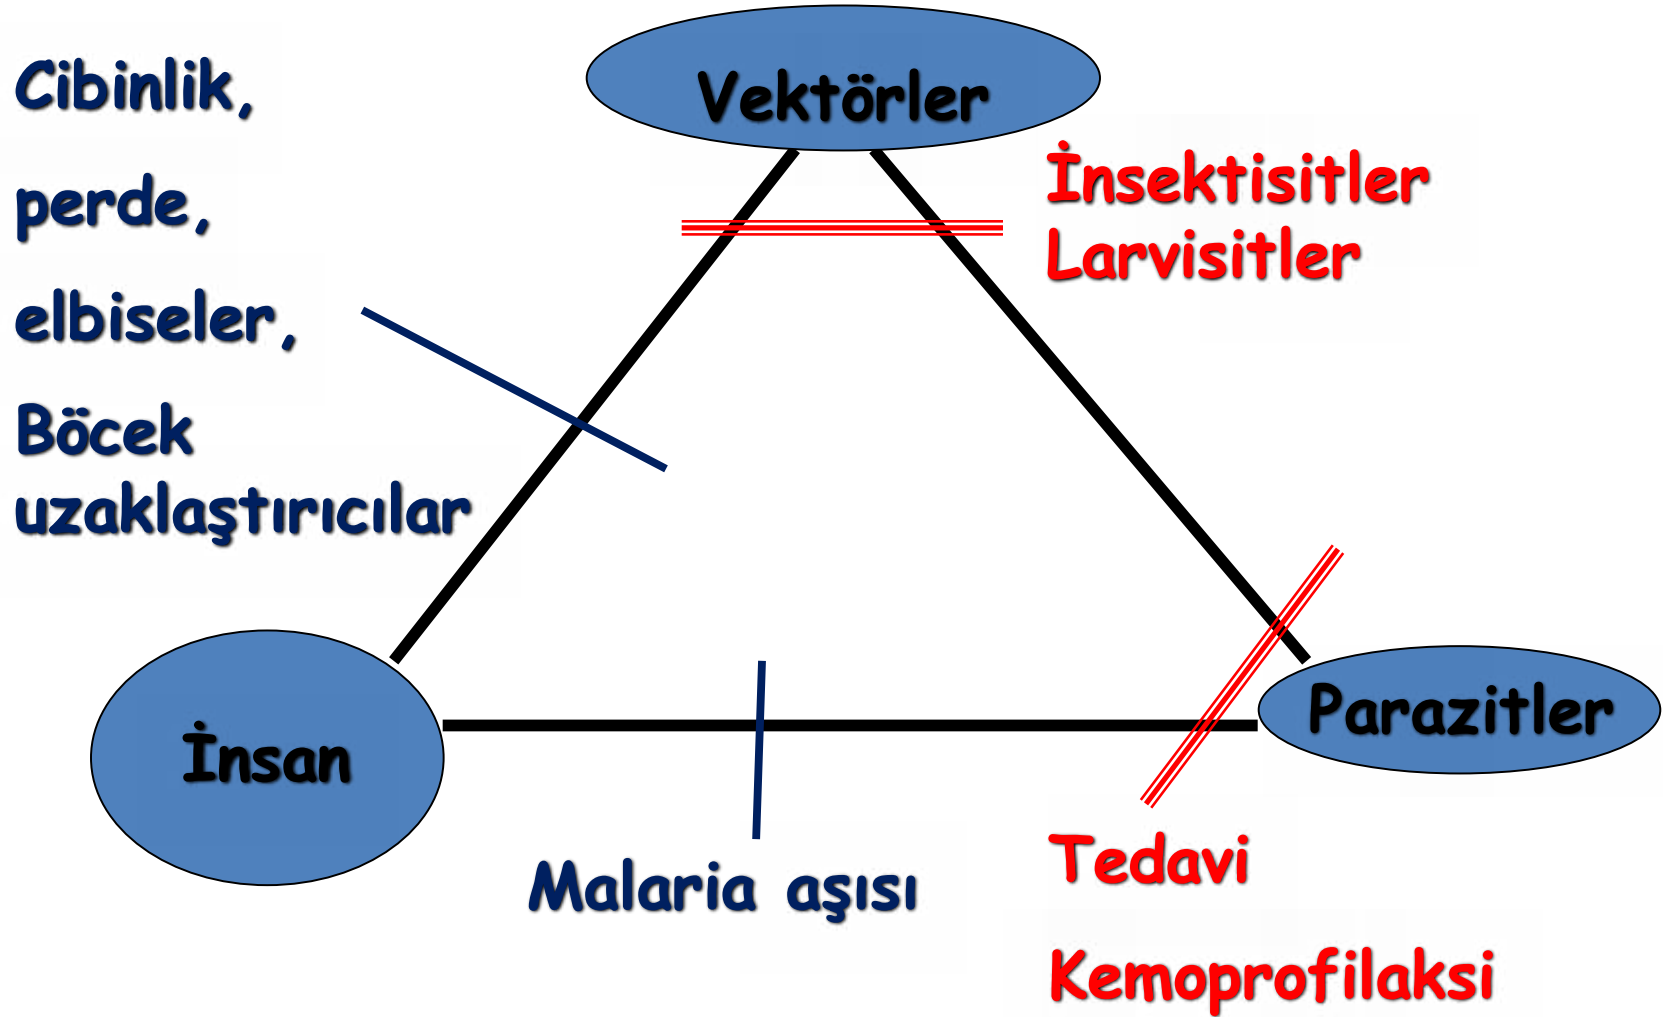 Cibinlik,
perde,
elbiseler,
Böcek
uzaklaştırıcılar
Vektörler
İnsektisitler
Larvisitler
İnsan
Parazitler
Malaria aşısı
Tedavi
Kemoprofilaksi